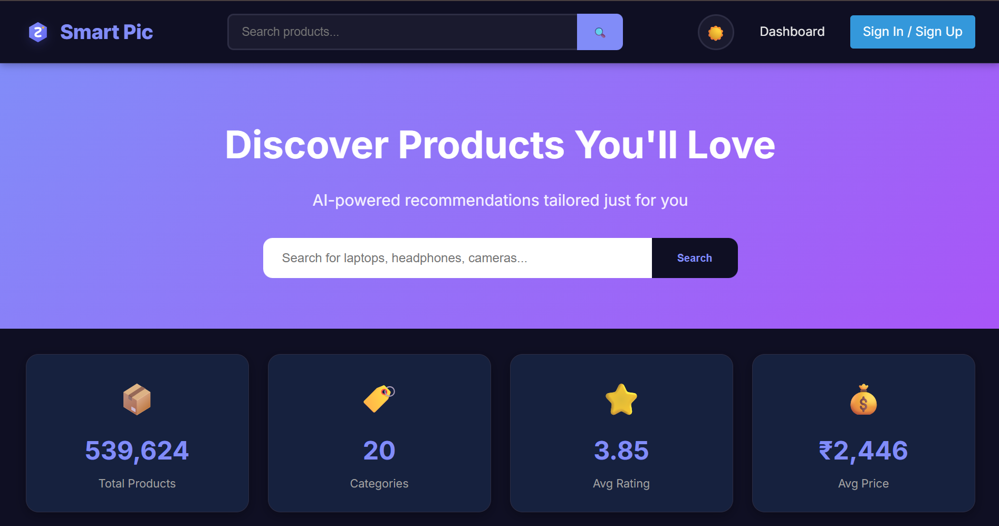 Smart Pic
Search products...
Dashboard
Sign In / Sign Up
Discover Products You'll Love
AI-powered recommendations tailored just for you
Search for laptops, headphones, cameras...
Search
539,624
Total Products
20
Categories
3.85
Avg Rating
₹2,446
Avg Price